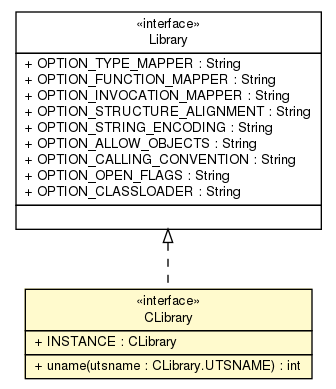 «interface»
Library
+ OPTION_TYPE_MAPPER : String
+ OPTION_FUNCTION_MAPPER : String
+ OPTION_INVOCATION_MAPPER : String
+ OPTION_STRUCTURE_ALIGNMENT : String
+ OPTION_STRING_ENCODING : String
+ OPTION_ALLOW_OBJECTS : String
+ OPTION_CALLING_CONVENTION : String
+ OPTION_OPEN_FLAGS : String
+ OPTION_CLASSLOADER : String
«interface»
CLibrary
+ INSTANCE : CLibrary
+ uname(utsname : CLibrary.UTSNAME) : int